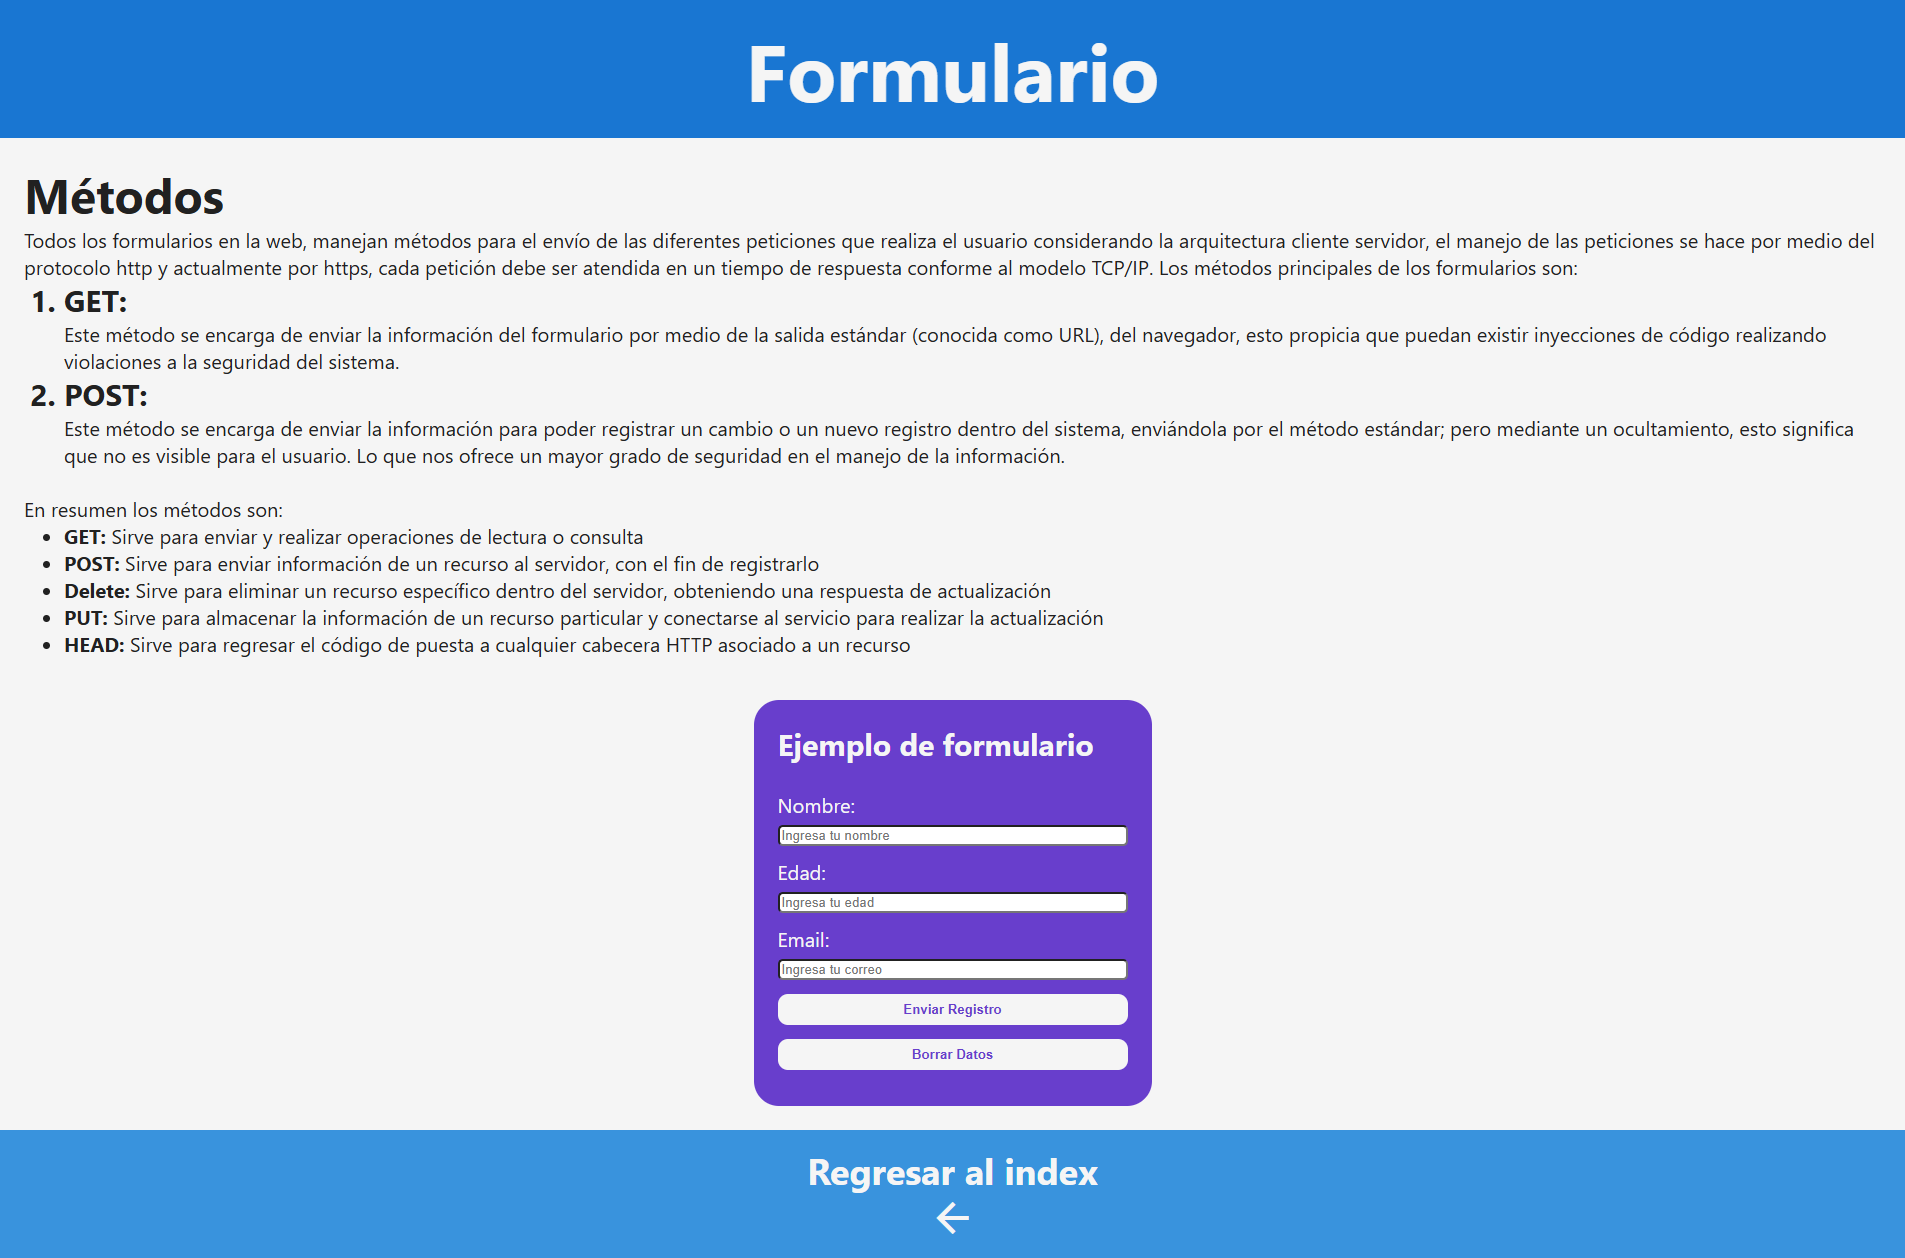 Formulario
Métodos
Todos los formularios en la web, manejan métodos para el envío de las diferentes peticiones que realiza el usuario considerando la arquitectura cliente servidor, el manejo de las peticiones se hace por medio del
protocolo http y actualmente por https, cada petición debe ser atendida en un tiempo de respuesta conforme al modelo TCP/IP. Los métodos principales de los formularios son:
1. GET:
Este método se encarga de enviar la información del formulario por medio de la salida estándar (conocida como URL), del navegador, esto propicia que puedan existir inyecciones de código realizando
violaciones a la seguridad del sistema.
2. POST:
Este método se encarga de enviar la información para poder registrar un cambio o un nuevo registro dentro del sistema, enviándola por el método estándar; pero mediante un ocultamiento, esto significa
que no es visible para el usuario. Lo que nos ofrece un mayor grado de seguridad en el manejo de la información.
En resumen los métodos son:
• GET: Sirve para enviar y realizar operaciones de lectura o consulta
• POST: Sirve para enviar información de un recurso al servidor, con el fin de registrarlo
• Delete: Sirve para eliminar un recurso específico dentro del servidor, obteniendo una respuesta de actualización
• PUT: Sirve para almacenar la información de un recurso particular y conectarse al servicio para realizar la actualización
• HEAD: Sirve para regresar el código de puesta a cualquier cabecera HTTP asociado a un recurso
Ejemplo de formulario
Nombre:
Ingresa tu nombre
Edad:
Ingresa tu edad
Email:
Ingresa tu correo
Enviar Registro
Borrar Datos
Regresar al index